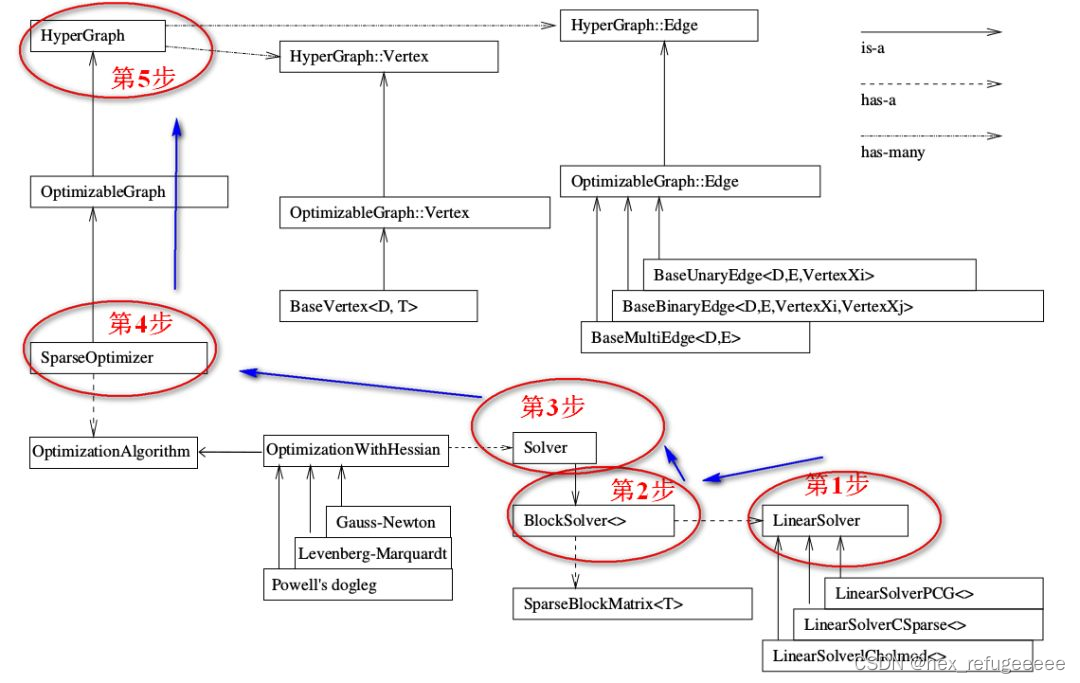 HyperGraph
第5步
HyperGraph::Edge
HyperGraph::Vertex
is-a
has-a
has-many
OptimizableGraph
OptimizableGraph::Edge
OptimizableGraph::Vertex
BaseUnaryEdge<D,E,VertexXi>
BaseVertex<D, T>
BaseBinaryEdge<D,E,VertexXi,VertexXj>
BaseMultiEdge<D,E>
第4步
SparseOptimizer
第3步
OptimizationAlgorithm
OptimizationWithHessian
Solver
第2步
第1步
Gauss-Newton
BlockSolver<>
LinearSolver
Levenberg-Marquardt
Powell's dogleg
SparseBlockMatrix<T>
LinearSolverPCG<>
LinearSolverCSparse<>
LinearSolverCholmod<>
CSDN @hex_refugeeeee